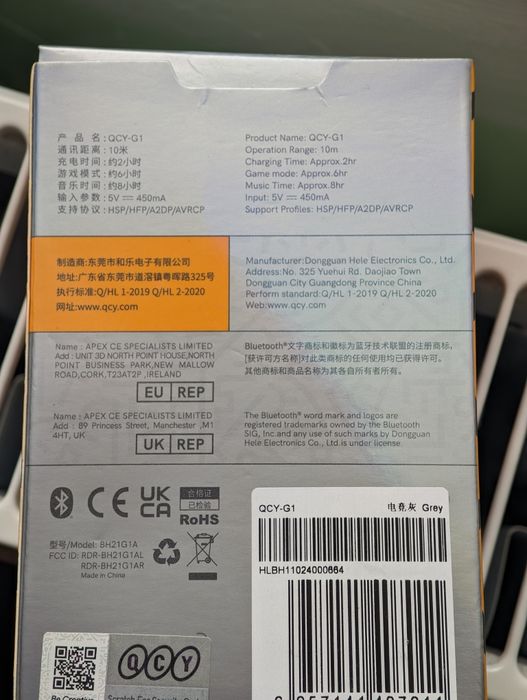 产品名:QCY-G1
通讯距离:10米
充电时间:约2小时
游戏模式:约6小时
音乐时间:约8小时
输入参数:5V ⎓ 450mA
支持协议:HSP/HFP/A2DP/AVRCP
Product Name: QCY-G1
Operation Range: 10m
Charging Time: Approx.2hr
Game mode: Approx.6hr
Music Time: Approx.8hr
Input: 5V ⎓ 450mA
Support Profiles: HSP/HFP/A2DP/AVRCP
制造商:东莞市和乐电子有限公司
地址:广东省东莞市道滘镇粤晖路325号
执行标准:Q/HL 1-2019 Q/HL 2-2020
网址:www.qcy.com
Manufacturer:Dongguan Hele Electronics Co., Ltd.
Address:No. 325 Yuehui Rd. Daojiao Town
Dongguan City Guangdong Province China
Perform standard:Q/HL 1-2019 Q/HL 2-2020
Web:www.qcy.com
Name : APEX CE SPECIALISTS LIMITED
Add : UNIT 3D NORTH POINT HOUSE,NORTH
POINT BUSINESS PARK,NEW MALLOW
ROAD,CORK,T23AT2P ,IRELAND
EU REP
Name : APEX CE SPECIALISTS LIMITED
Add : 89 Princess Street, Manchester ,M1
4HT, UK
UK REP
Bluetooth®文字商标和徽标为蓝牙技术联盟的注册商标,
[获许可方名称]对此类商标的任何使用均已获得许可。
其他商标和商品名称为其各自所有者所有。
The Bluetooth® word mark and logos are
registered trademarks owned by the Bluetooth
SIG, Inc.and any use of such marks by Dongguan
Hele Electronics Co.,Ltd.is under license.
CE
UK
CA
合格证
已检验
RoHS
型号/Model: BH21G1A
FCC ID: RDR-BH21G1AL
RDR-BH21G1AR
Made in China
QCY-G1 电竞灰 Grey
HLBH11024000664
QCY
Be Creative